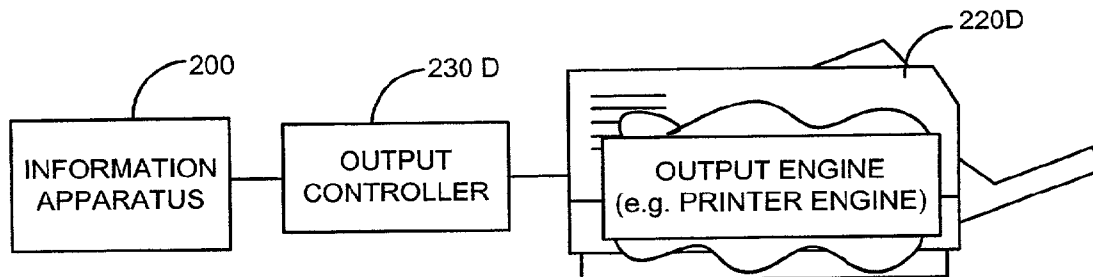 220D
200
230 D
INFORMATION
APPARATUS
OUTPUT
CONTROLLER
OUTPUT ENGINE
(e.g. PRINTER ENGINE)